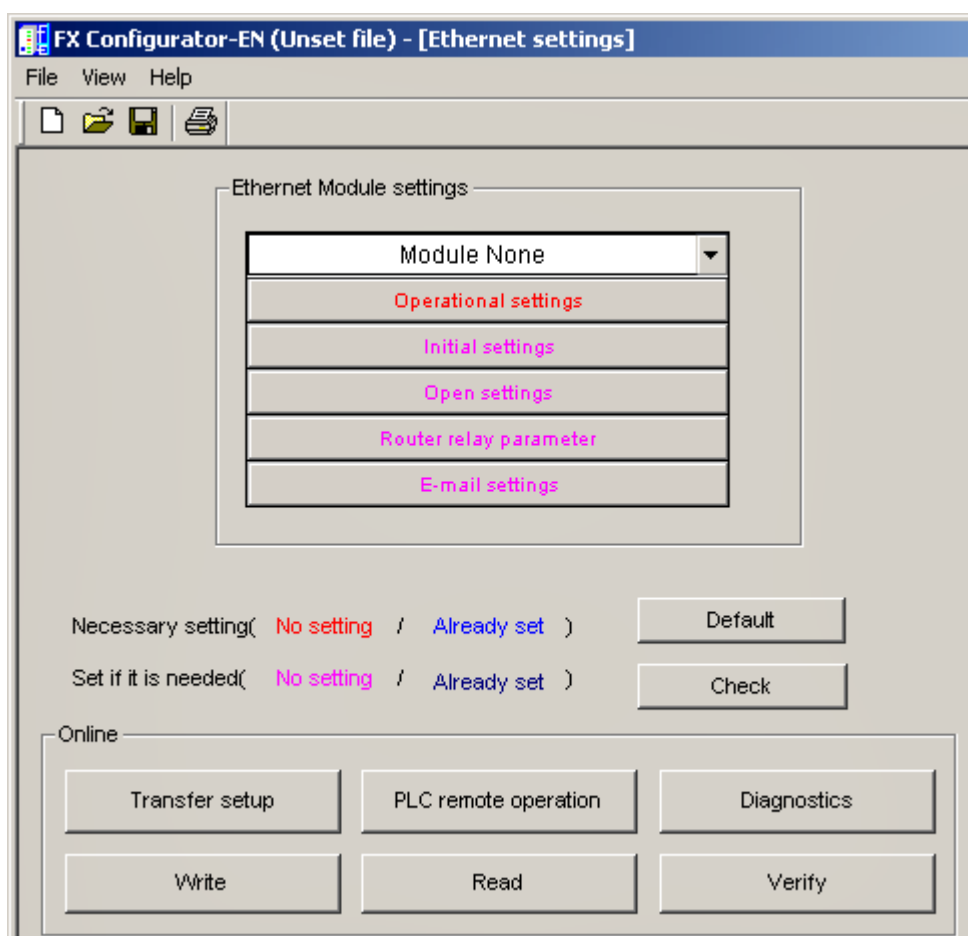 FX Configurator-EN (Unset file) - [Ethernet settings]
File View Help
Ethernet Module settings
Module None
Operational settings
Initial settings
Open settings
Router relay parameter
E-mail settings
Necessary setting( No setting / Already set ) Default
Set if it is needed( No setting / Already set ) Check
Online
Transfer setup PLC remote operation Diagnostics
Write Read Verify